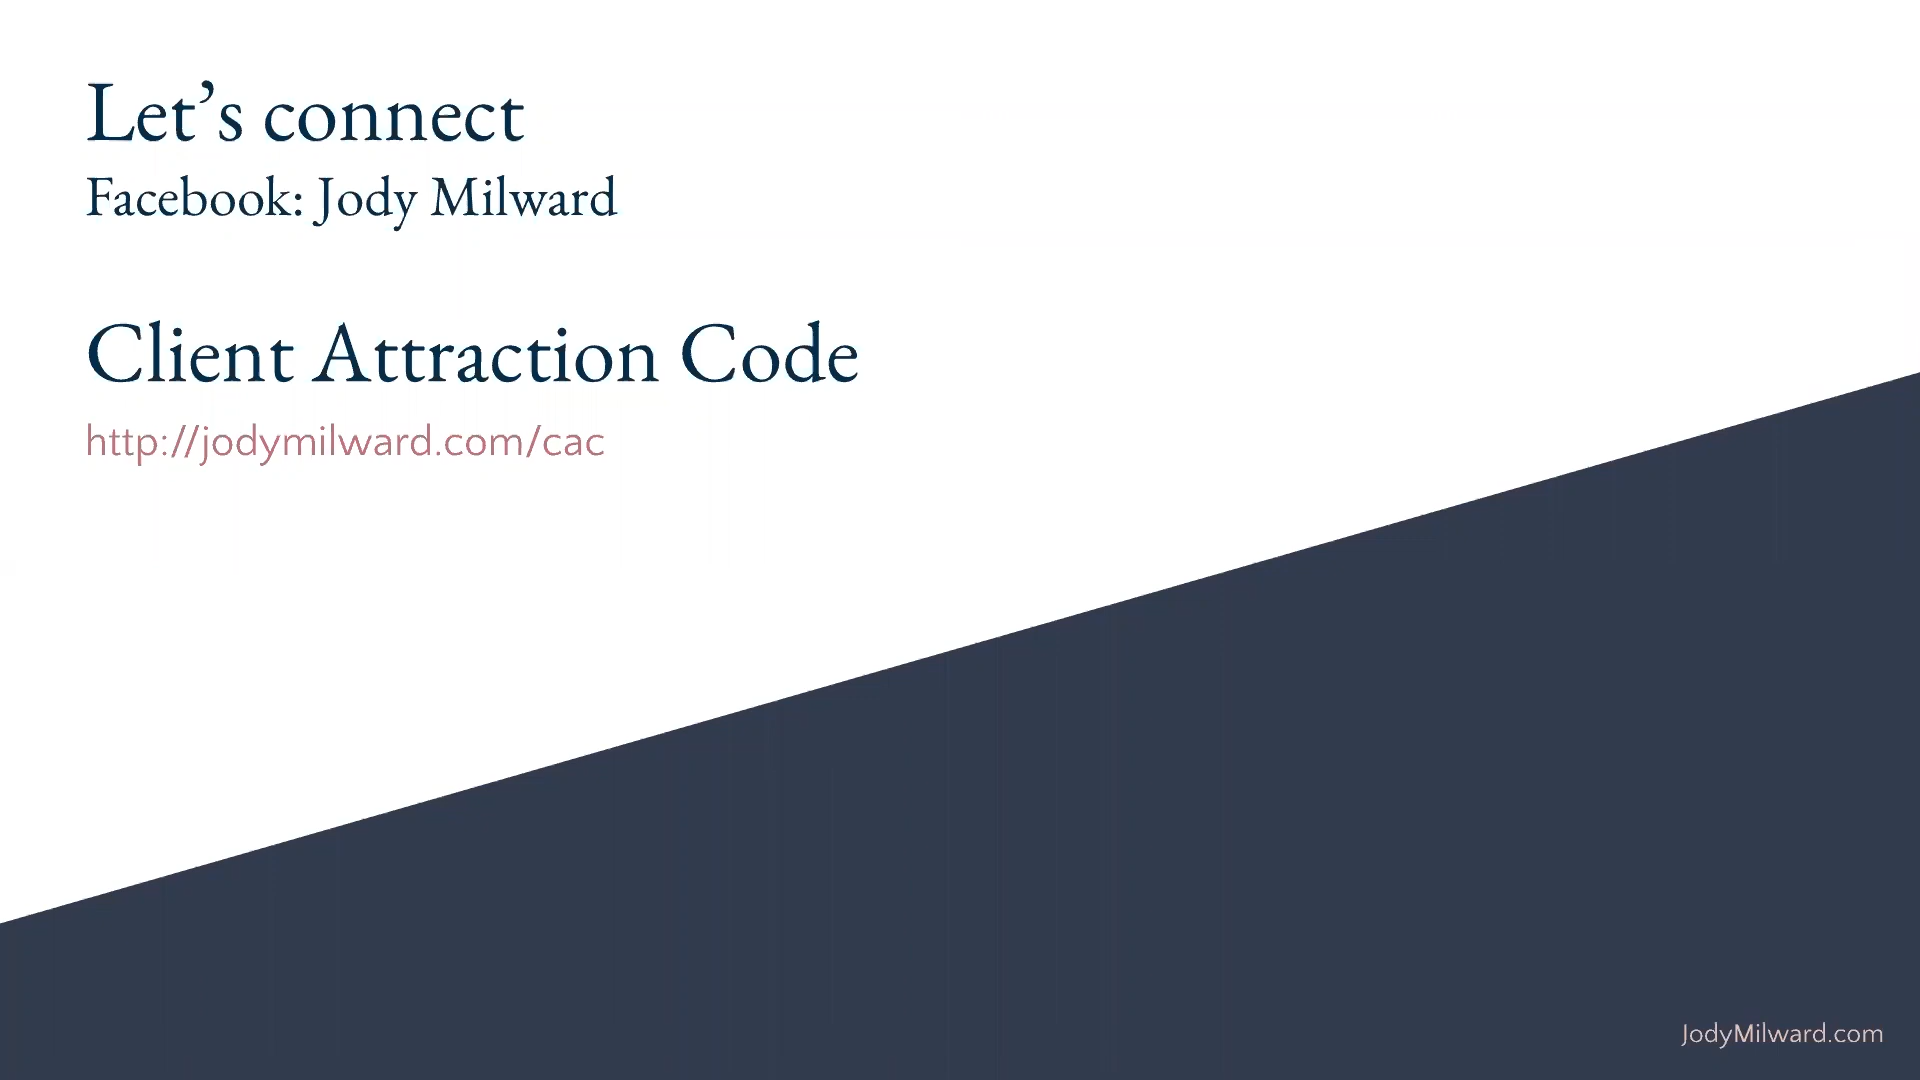 Let’s connect
Facebook: Jody Milward
Client Attraction Code
http://jodymilward.com/cac
JodyMilward.com